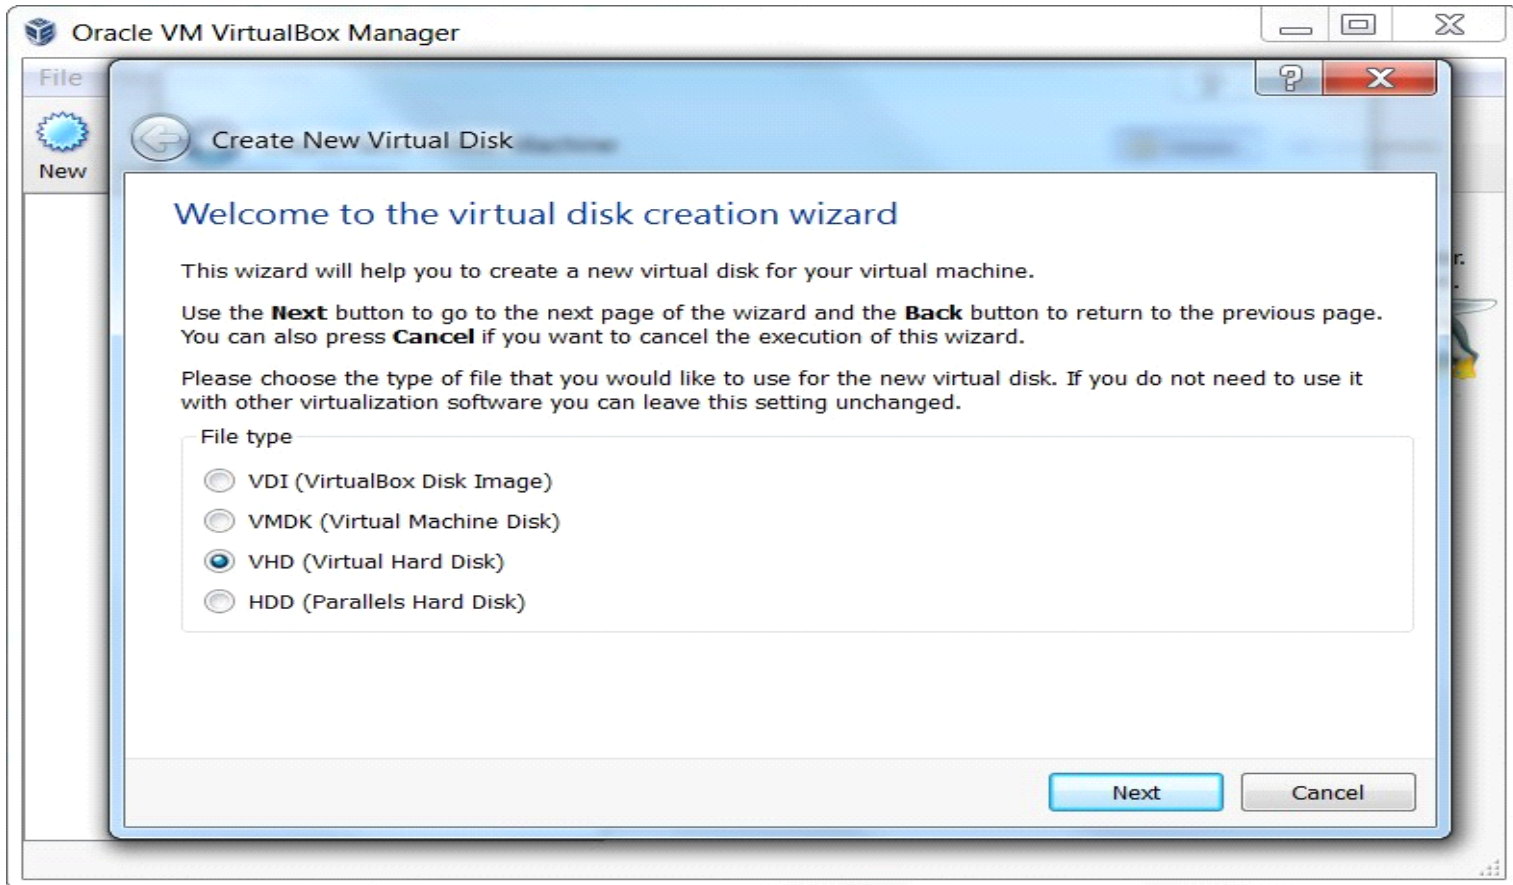 Oracle VM VirtualBox Manager
File
New
Create New Virtual Disk
Welcome to the virtual disk creation wizard
This wizard will help you to create a new virtual disk for your virtual machine.
Use the Next button to go to the next page of the wizard and the Back button to return to the previous page.
You can also press Cancel if you want to cancel the execution of this wizard.
Please choose the type of file that you would like to use for the new virtual disk. If you do not need to use it
with other virtualization software you can leave this setting unchanged.
File type
VDI (VirtualBox Disk Image)
VMDK (Virtual Machine Disk)
VHD (Virtual Hard Disk)
HDD (Parallels Hard Disk)
Next
Cancel